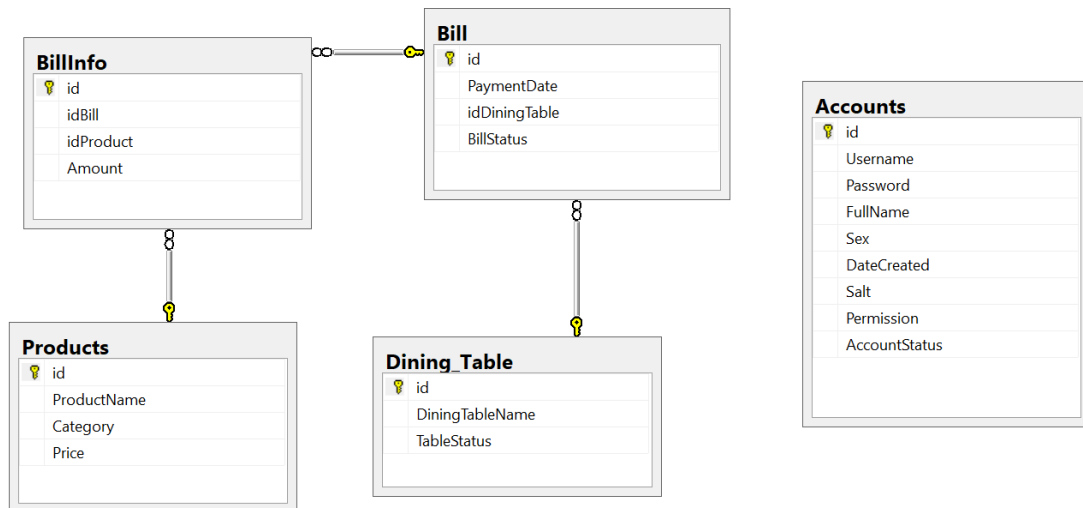 BillInfo
id
idBill
idProduct
Amount
Bill
id
PaymentDate
idDiningTable
BillStatus
Accounts
id
Username
Password
FullName
Sex
DateCreated
Salt
Permission
AccountStatus
Products
id
ProductName
Category
Price
Dining_Table
id
DiningTableName
TableStatus